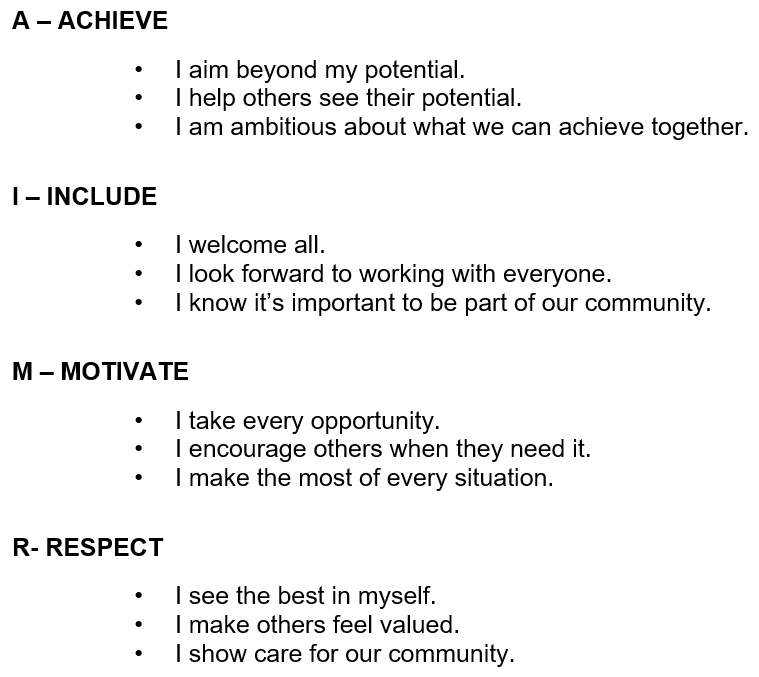 A – ACHIEVE
• I aim beyond my potential.
• I help others see their potential.
• I am ambitious about what we can achieve together.
I – INCLUDE
• I welcome all.
• I look forward to working with everyone.
• I know it’s important to be part of our community.
M – MOTIVATE
• I take every opportunity.
• I encourage others when they need it.
• I make the most of every situation.
R- RESPECT
• I see the best in myself.
• I make others feel valued.
• I show care for our community.